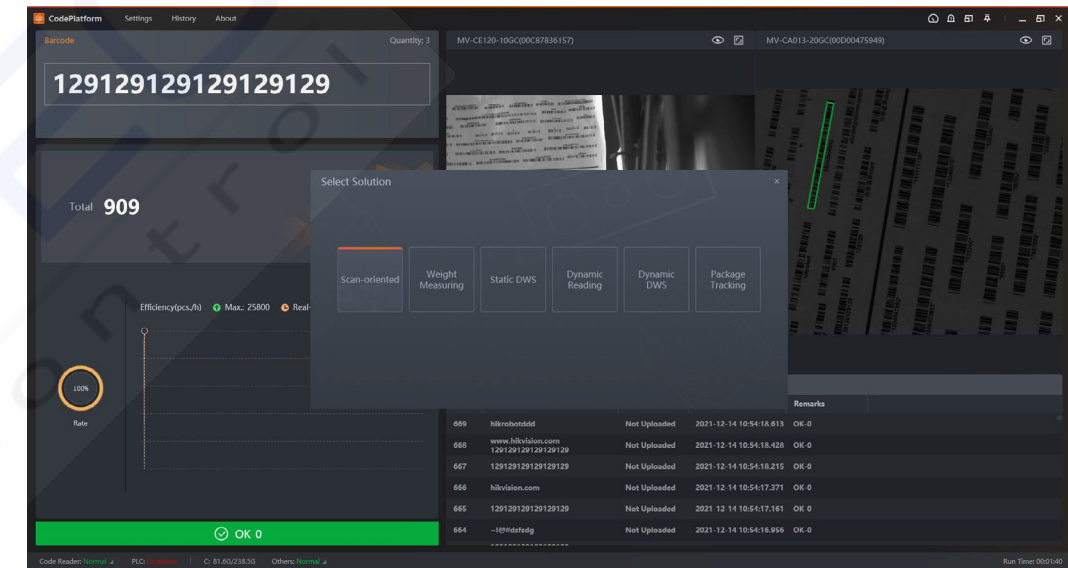 CodePlatform Settings History About
Barcode Quantity: 3
129129129129129129
MV-CE120-10GC(00C87836157)
MV-CA013-20GC(00D00475949)
Total 909
Efficiency(pcs./h) Max.: 25800 Real-
100%
Rate
OK 0
Select Solution
Scan-oriented
Weight
Measuring
Static DWS
Dynamic
Reading
Dynamic
DWS
Package
Tracking
Remarks
669 hikrobotddd Not Uploaded 2021-12-14 10:54:18.613 OK-0
668 www.hikvision.com
129129129129129129 Not Uploaded 2021-12-14 10:54:18.428 OK-0
667 129129129129129129 Not Uploaded 2021-12-14 10:54:18.215 OK-0
666 hikvision.com Not Uploaded 2021-12-14 10:54:17.371 OK-0
665 129129129129129129 Not Uploaded 2021-12-14 10:54:17.161 OK-0
664 Not Uploaded 2021-12-14 10:54:16.956 OK-0
Code Reader: Normal PLC: C: 81.6G/238.5G Others: Normal Run Time: 00:01:40
ontrol